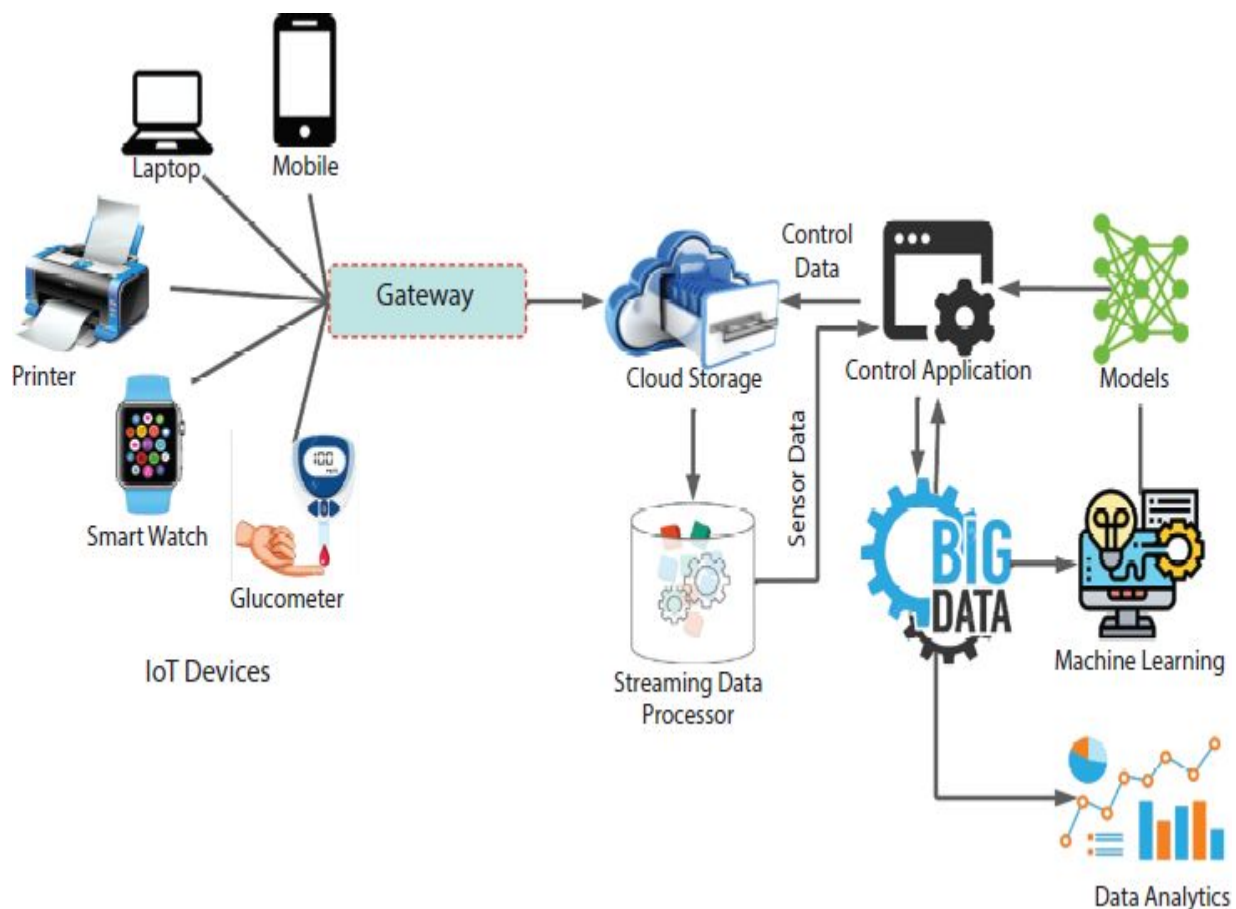 Laptop
Mobile
Printer
Smart Watch
100
Glucometer
IoT Devices
Gateway
Cloud Storage
Control
Data
Control Application
Models
Sensor Data
Streaming Data
Processor
BIG
DATA
Machine Learning
Data Analytics